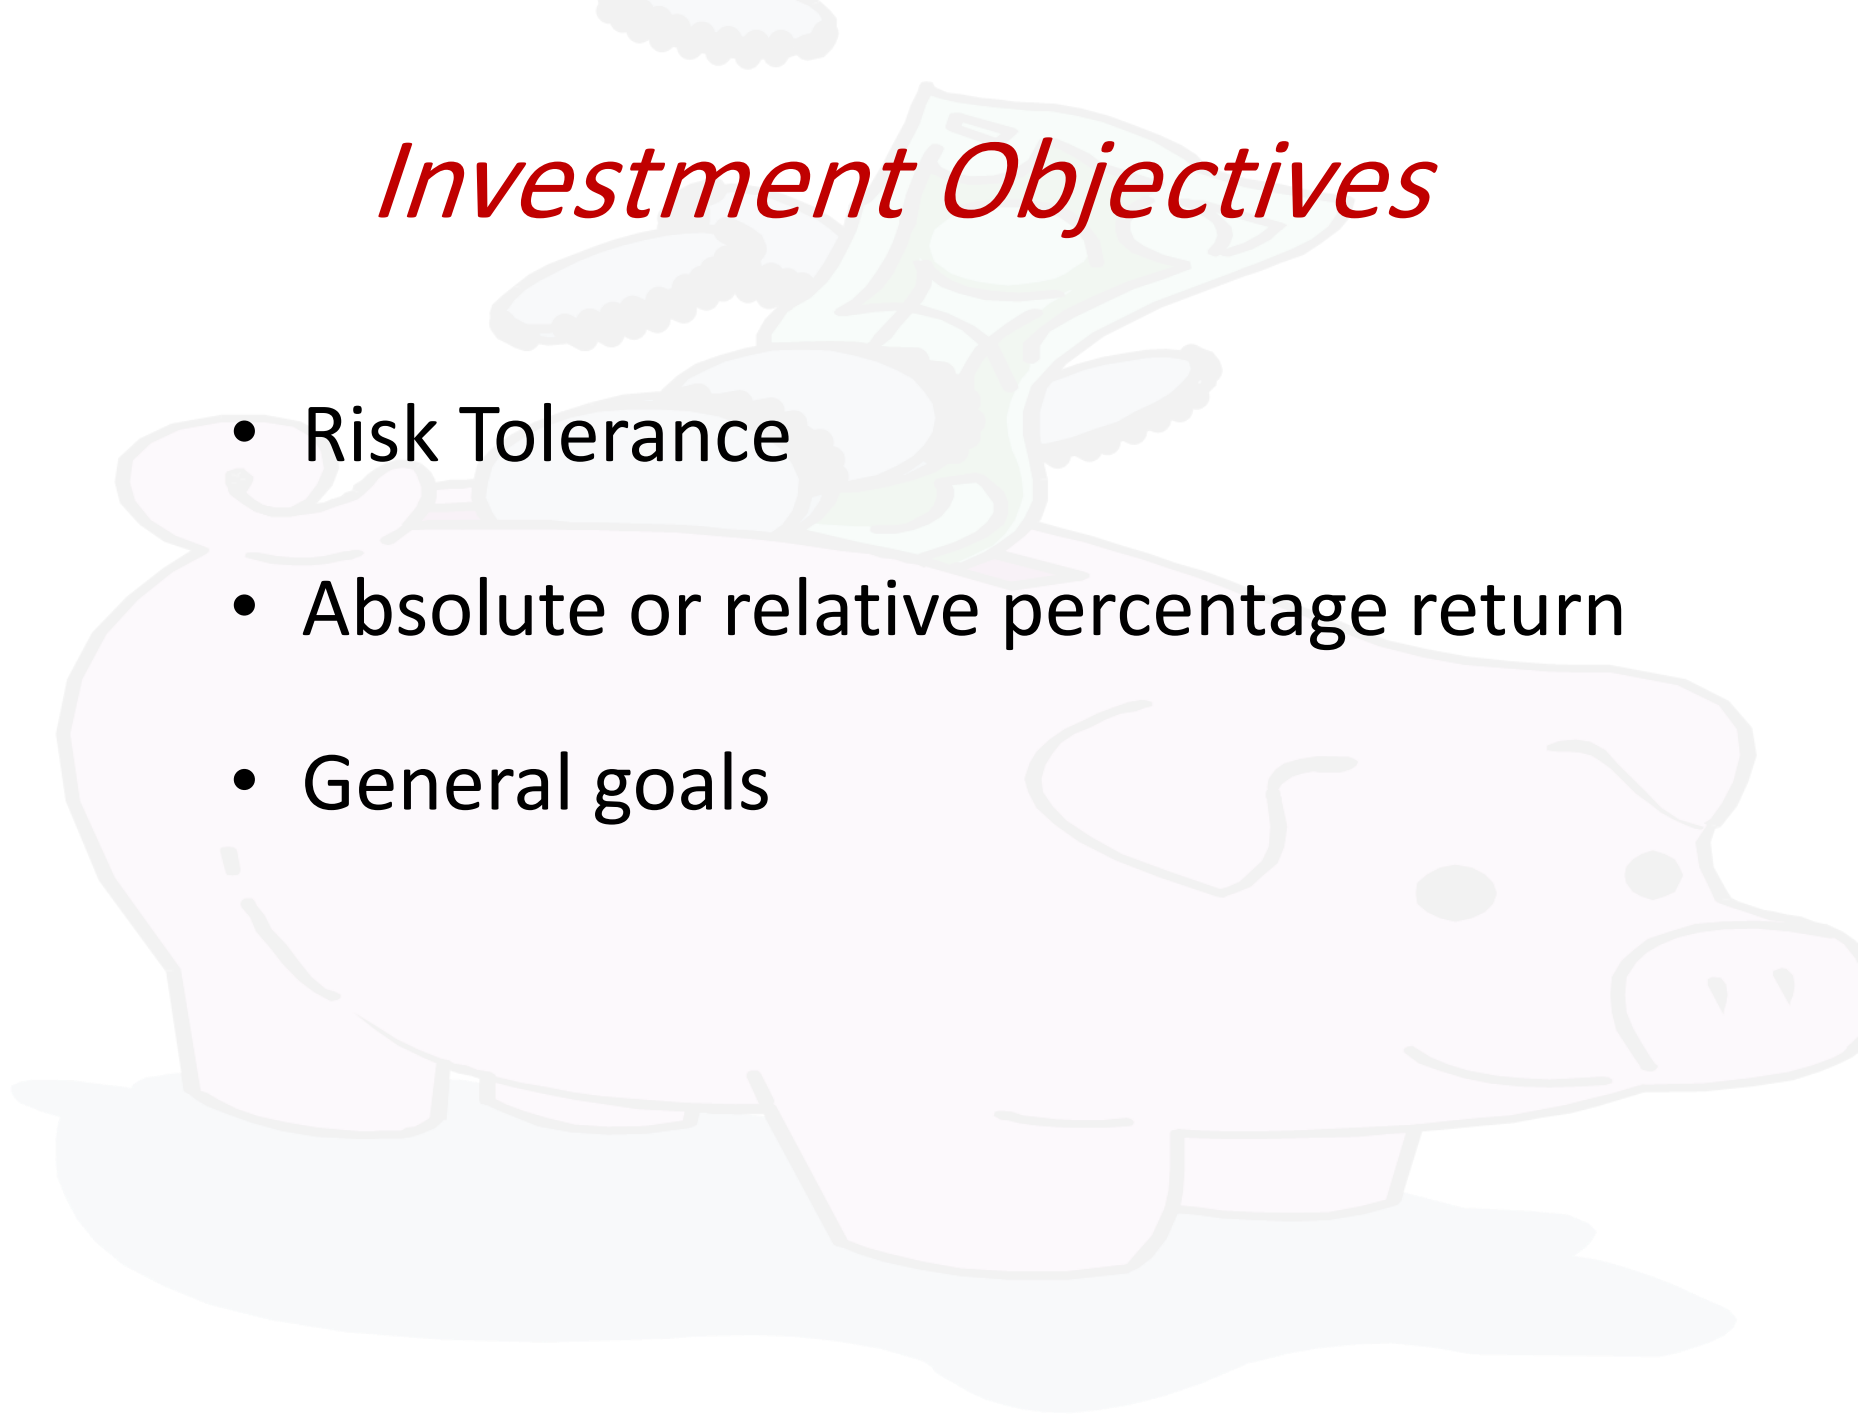 Investment Objectives
• Risk Tolerance
• Absolute or relative percentage return
• General goals